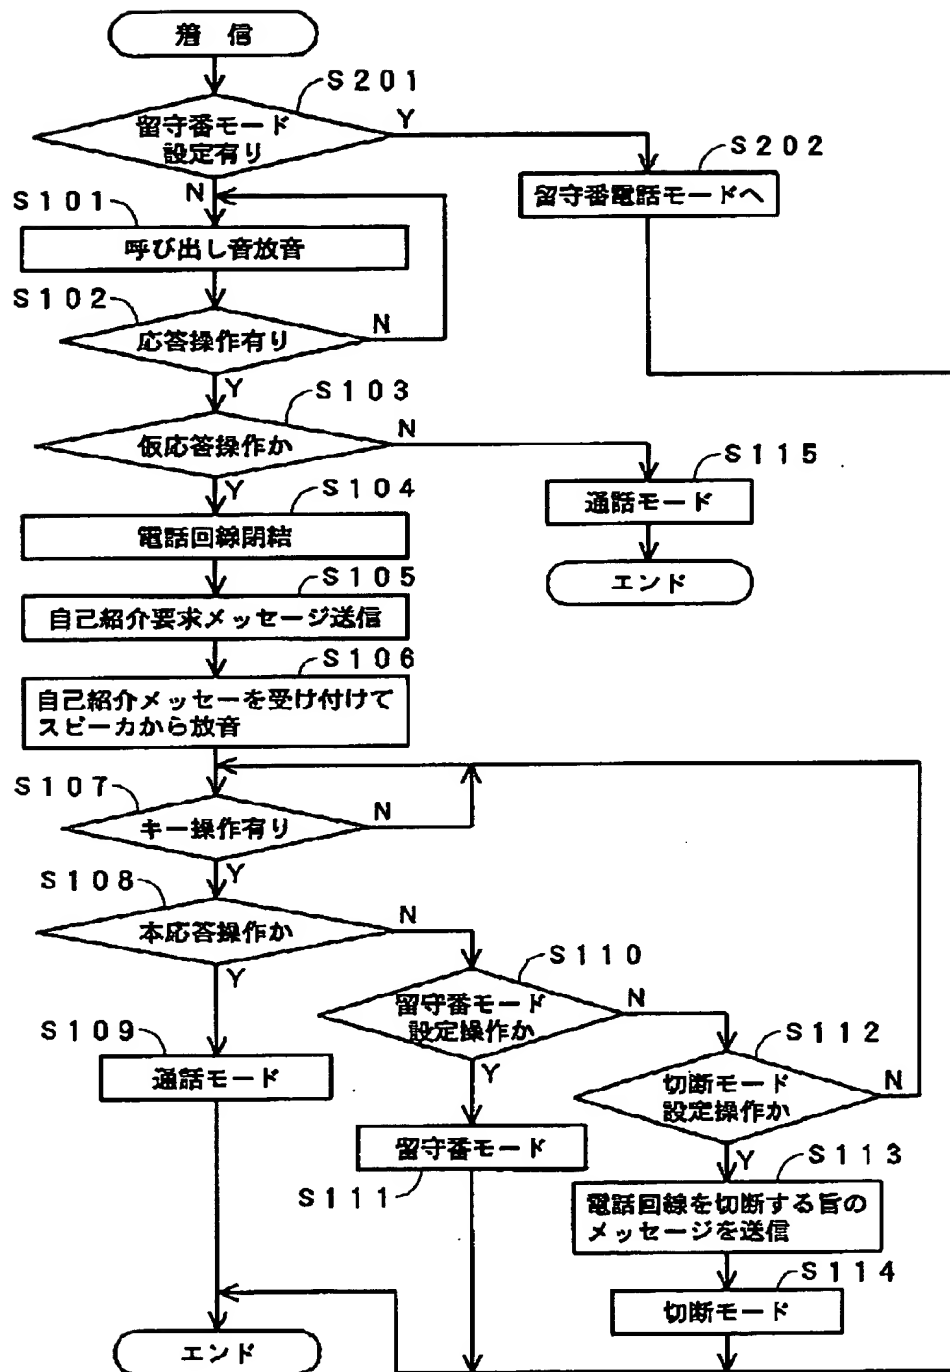 着 信
S201
留守番モード
設定有り
Y
S202
留守番電話モードへ
N
S101
呼び出し音放音
S102
応答操作有り
N
Y
S103
仮応答操作か
N
S115
通話モード
エンド
Y
S104
電話回線閉結
S105
自己紹介要求メッセージ送信
S106
自己紹介メッセーを受け付けて
スピーカから放音
S107
キー操作有り
N
Y
S108
本応答操作か
N
Y
S110
留守番モード
設定操作か
N
S109
通話モード
Y
S112
切断モード
設定操作か
N
留守番モード
S111
Y
S113
電話回線を切断する旨の
メッセージを送信
S114
切断モード
エンド